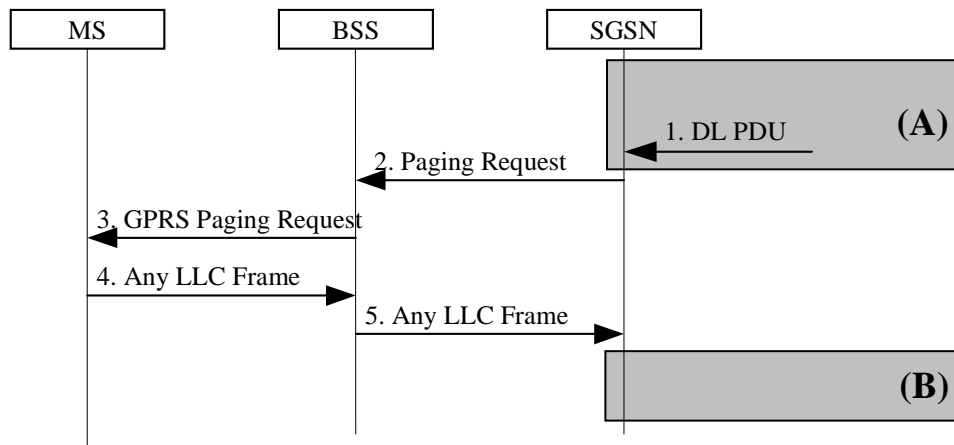 MS
BSS
SGSN
(A)
1. DL PDU
2. Paging Request
3. GPRS Paging Request
4. Any LLC Frame
5. Any LLC Frame
(B)